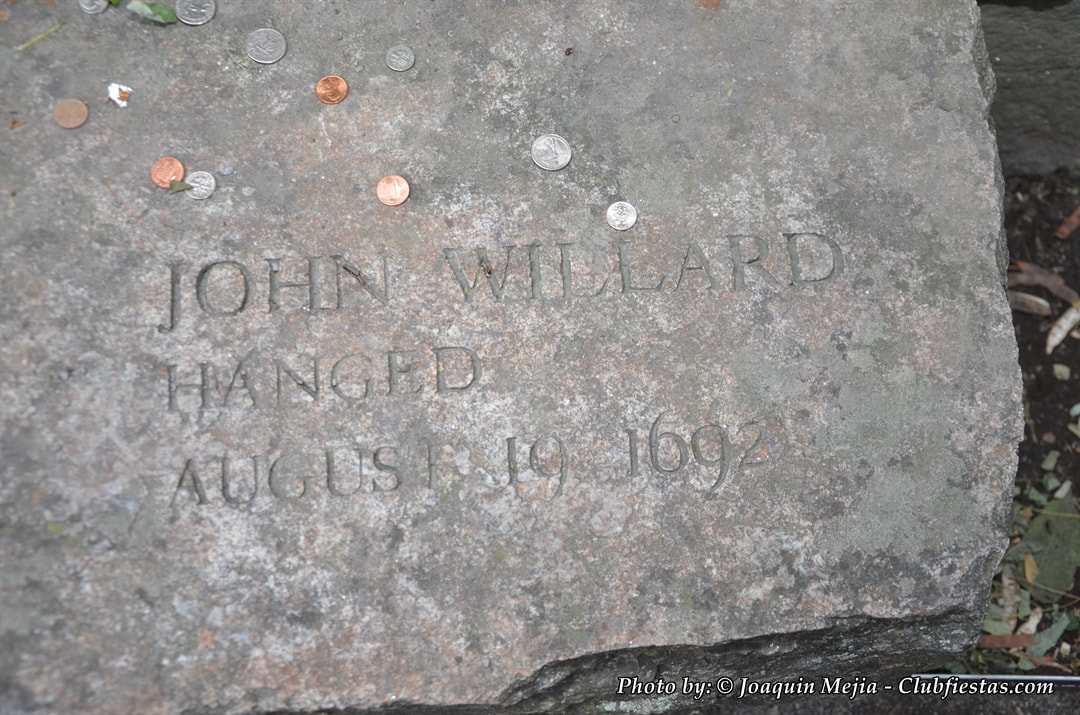 JOHN WILLARD
HANGED
AUGUST 19 1692
Photo by: © Joaquin Mejia - Clubfiestas.com